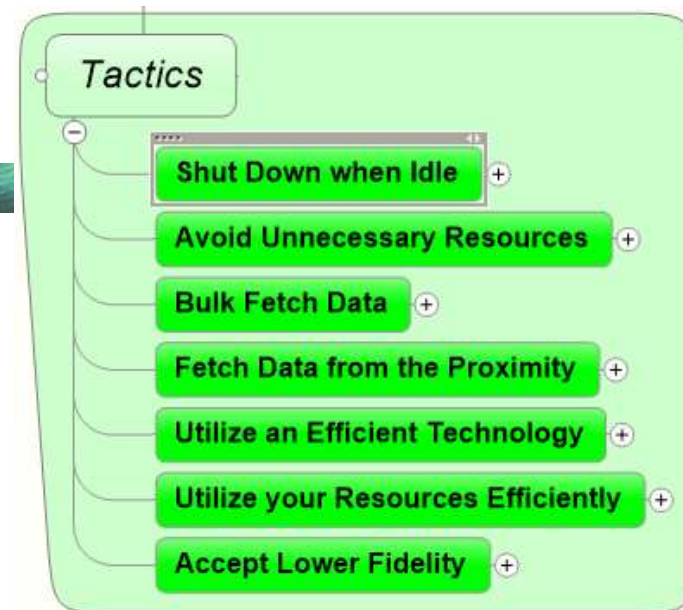 Tactics
Shut Down when Idle
Avoid Unnecessary Resources
Bulk Fetch Data
Fetch Data from the Proximity
Utilize an Efficient Technology
Utilize your Resources Efficiently
Accept Lower Fidelity